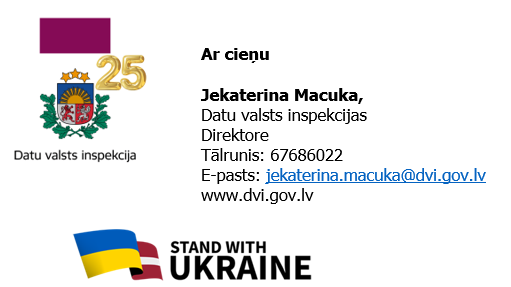 25
Datu valsts inspekcija
Ar cieņu
Jekaterina Macuka,
Datu valsts inspekcijas
Direktore
Tālrunis: 67686022
E-pasts: jekaterina.macuka@dvi.gov.lv
www.dvi.gov.lv
STAND WITH
UKRAINE